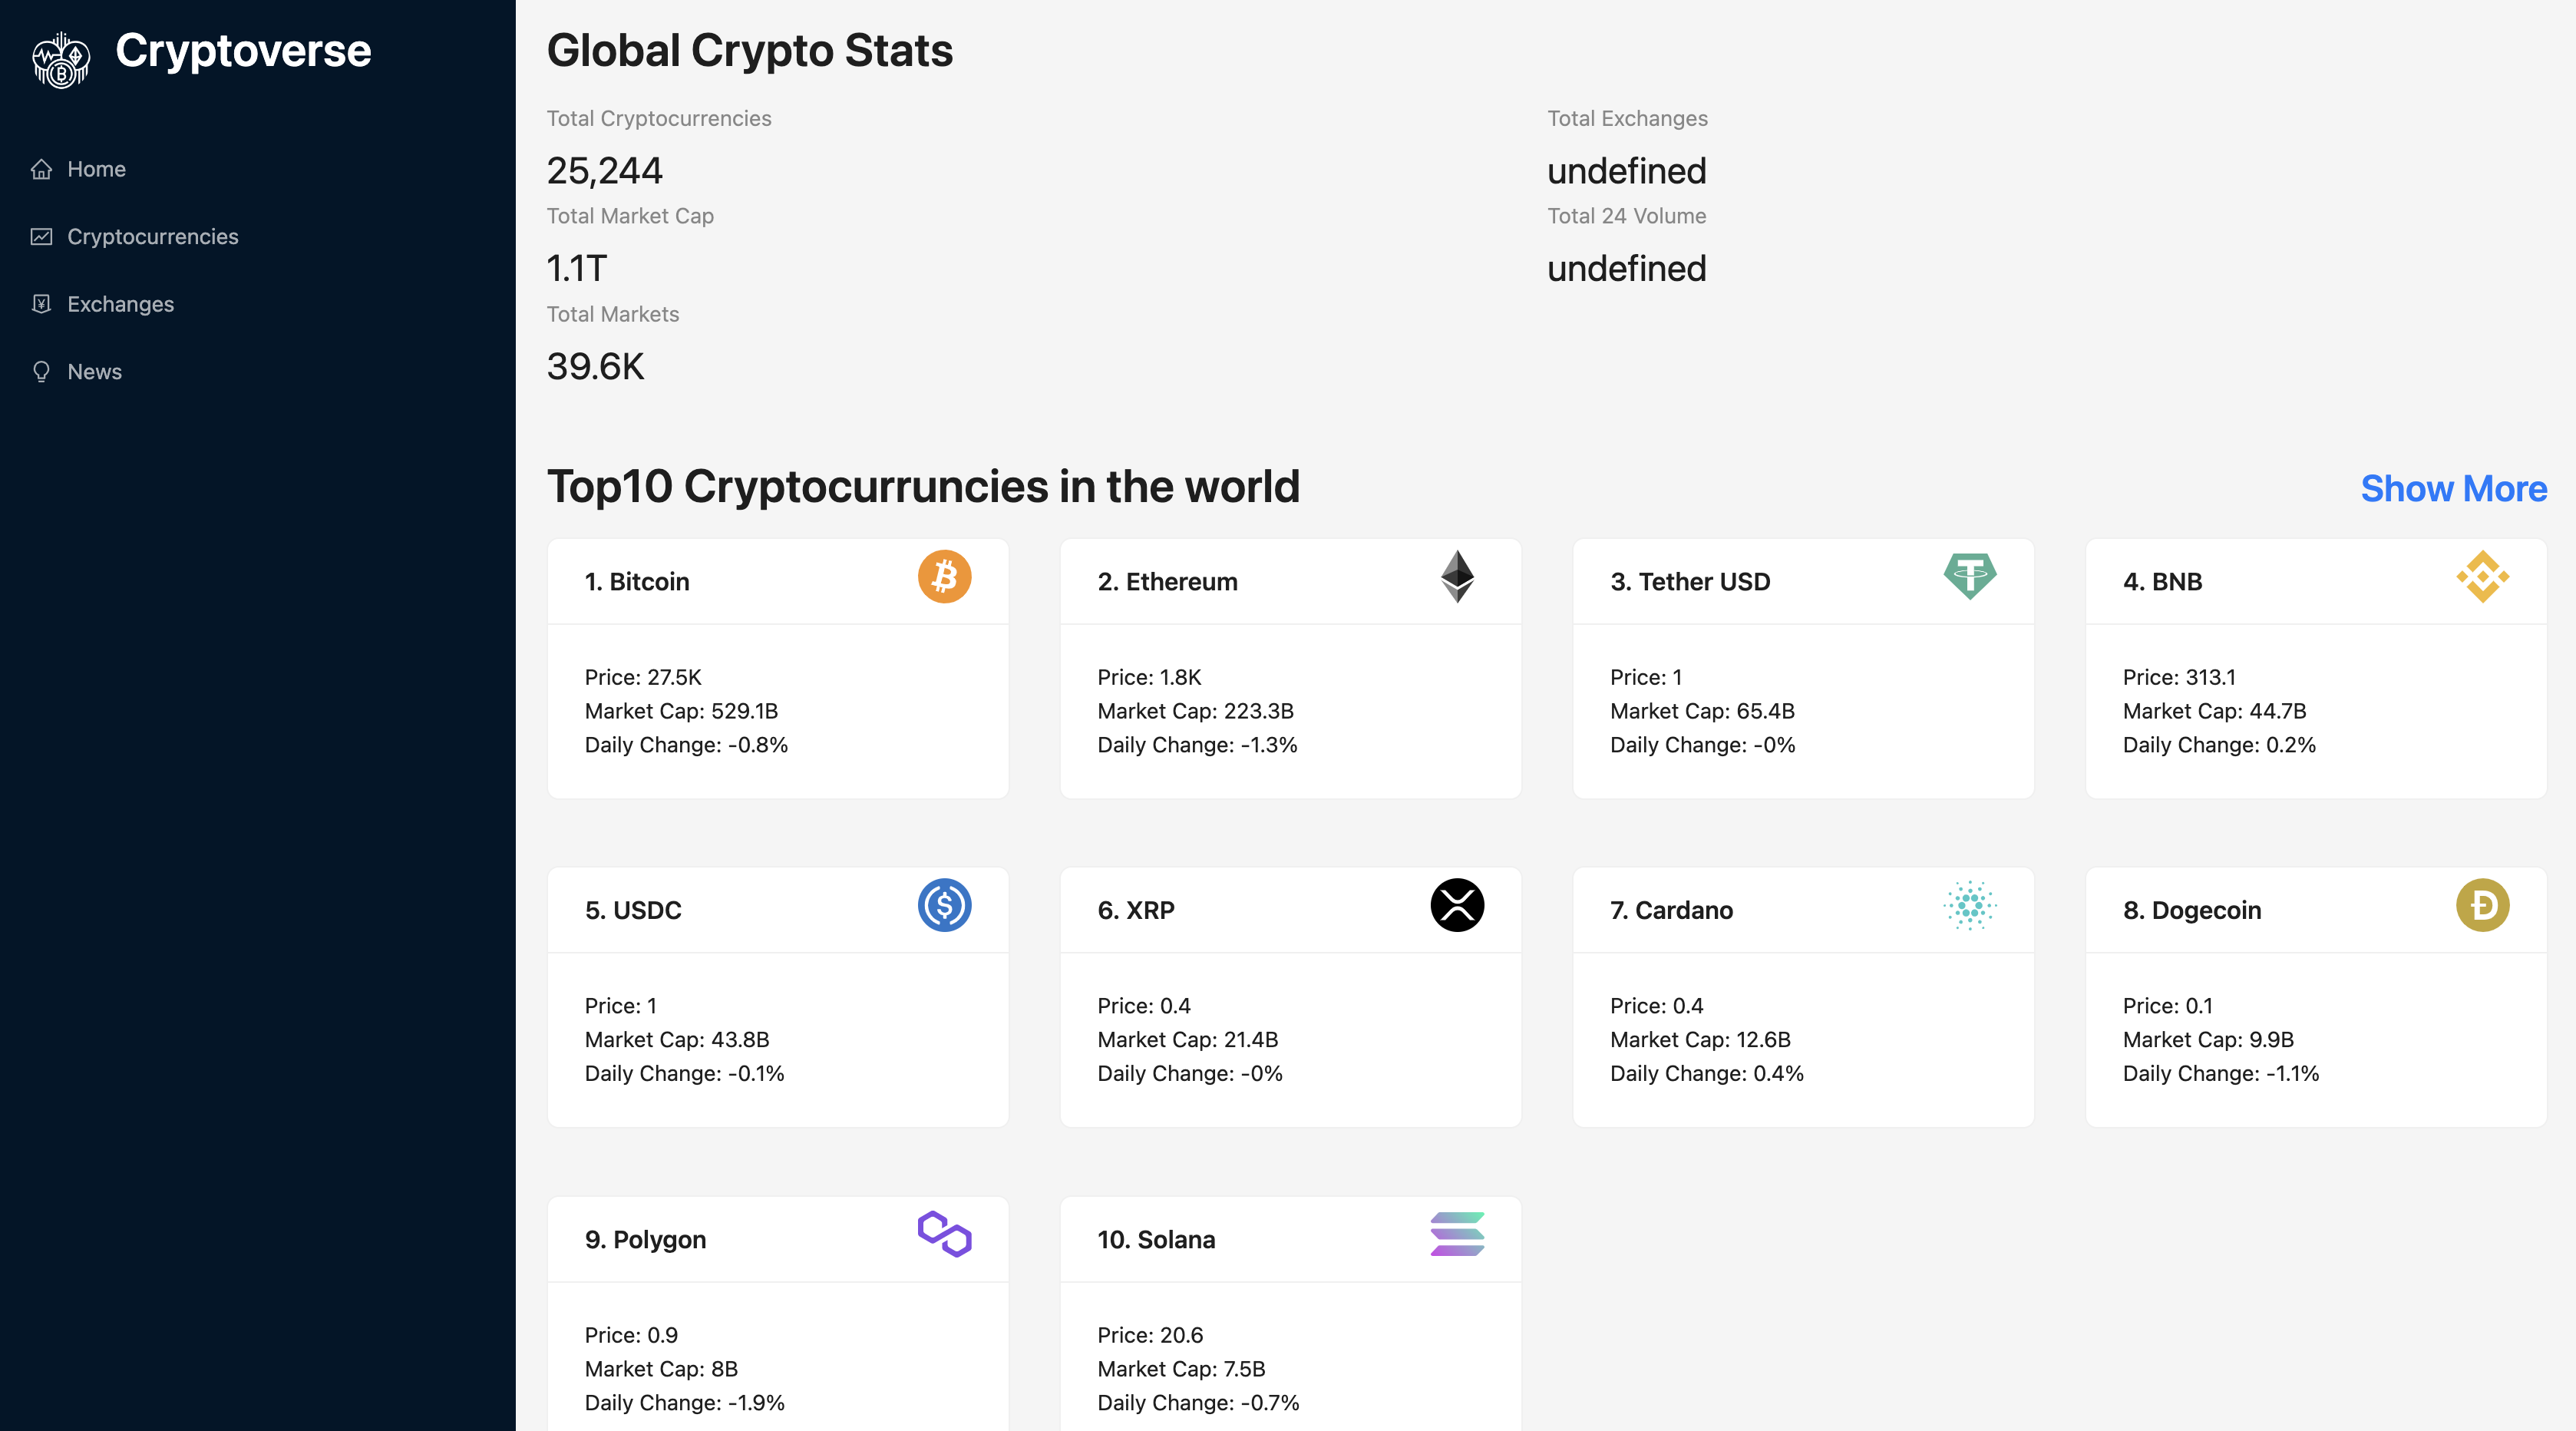 Cryptoverse
Home
Cryptocurrencies
Exchanges
News
Global Crypto Stats
Total Cryptocurrencies
25,244
Total Exchanges
undefined
Total Market Cap
1.1T
Total 24 Volume
undefined
Total Markets
39.6K
Top10 Cryptocurruncies in the world
Show More
1. Bitcoin
Price: 27.5K
Market Cap: 529.1B
Daily Change: -0.8%
2. Ethereum
Price: 1.8K
Market Cap: 223.3B
Daily Change: -1.3%
3. Tether USD
Price: 1
Market Cap: 65.4B
Daily Change: -0%
4. BNB
Price: 313.1
Market Cap: 44.7B
Daily Change: 0.2%
5. USDC
Price: 1
Market Cap: 43.8B
Daily Change: -0.1%
6. XRP
Price: 0.4
Market Cap: 21.4B
Daily Change: -0%
7. Cardano
Price: 0.4
Market Cap: 12.6B
Daily Change: 0.4%
8. Dogecoin
Price: 0.1
Market Cap: 9.9B
Daily Change: -1.1%
9. Polygon
Price: 0.9
Market Cap: 8B
Daily Change: -1.9%
10. Solana
Price: 20.6
Market Cap: 7.5B
Daily Change: -0.7%